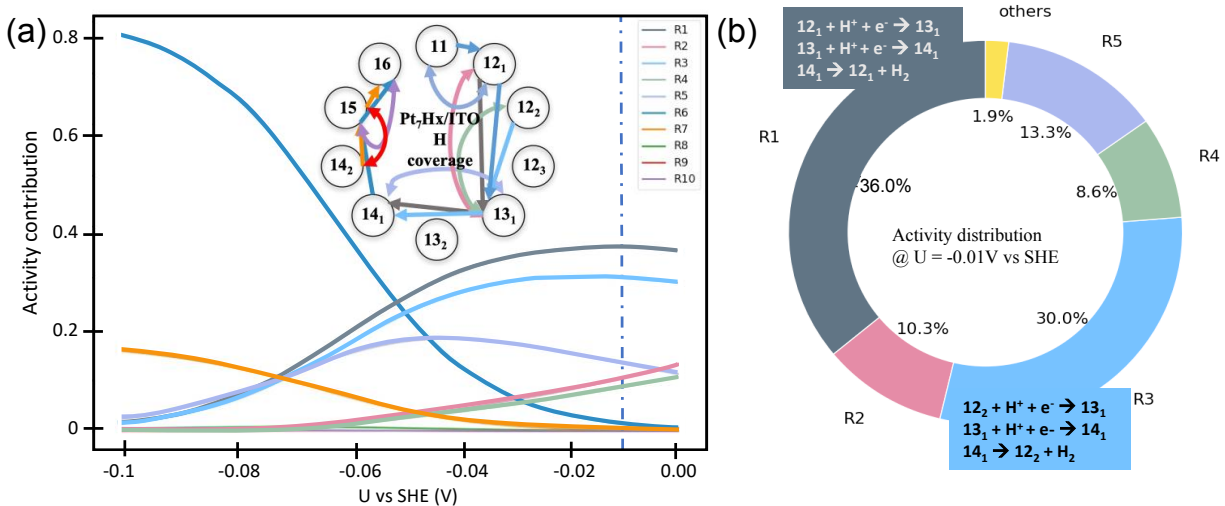 (a)
Activity contribution
0.8
0.6
0.4
0.2
0
-0.1
-0.08
-0.06
-0.04
-0.02
0.00
U vs SHE (V)
11
12₁
12₂
12₃
13₁
13₂
14₁
14₂
15
16
Pt₇Hx/ITO
H
coverage
R1
R2
R3
R4
R5
R6
R7
R8
R9
R10
(b)
12₁ + H⁺ + e⁻ → 13₁
13₁ + H⁺ + e⁻ → 14₁
14₁ → 12₁ + H₂
others
R5
R4
R3
R2
R1
1.9%
13.3%
8.6%
30.0%
10.3%
36.0%
Activity distribution
@ U = -0.01V vs SHE
12₂ + H⁺ + e⁻ → 13₁
13₁ + H⁺ + e- → 14₁
14₁ → 12₂ + H₂